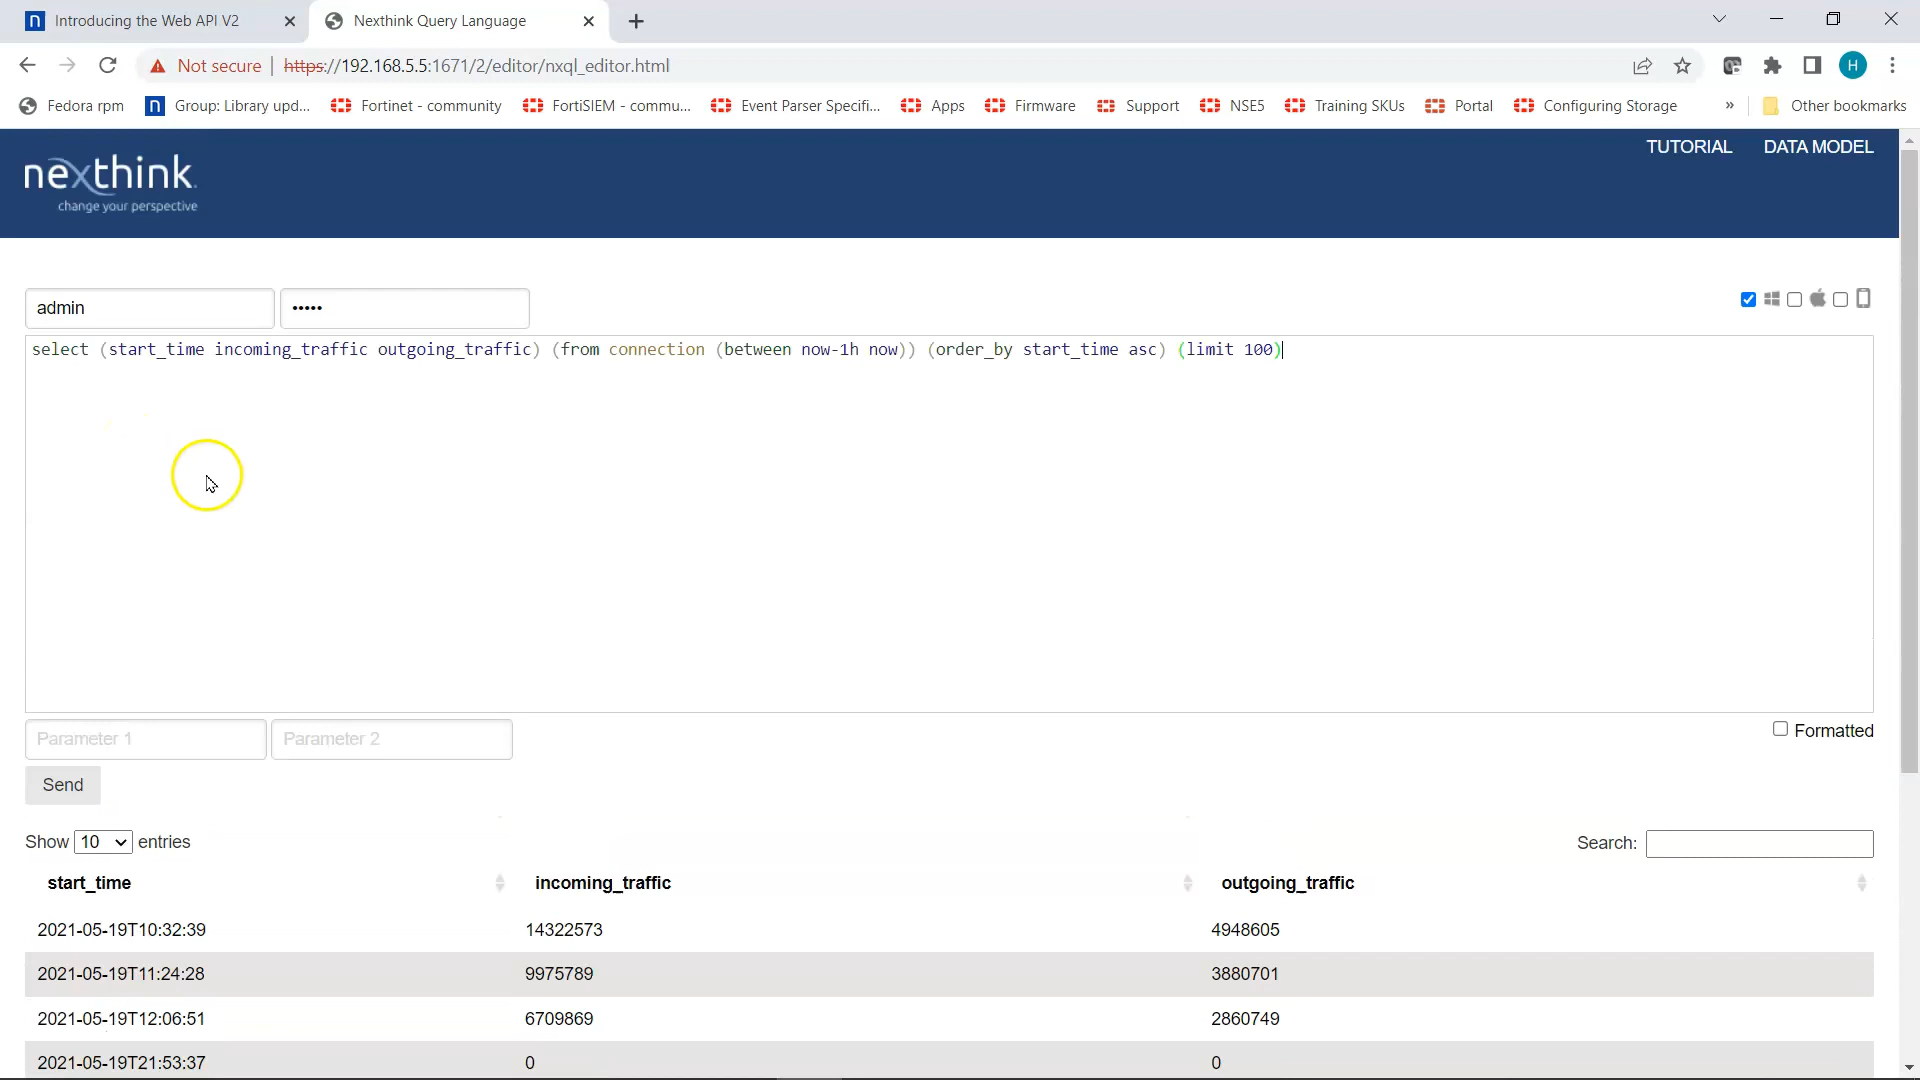 Introducing the Web API V2
Nexthink Query Language
Not secure
https://192.168.5.5:1671/2/editor/nxql_editor.html
H
Fedora rpm
Group: Library upd...
Fortinet - community
FortiSIEM - commu...
Event Parser Specifi...
Apps
Firmware
Support
NSE5
Training SKUs
Portal
Configuring Storage
»
Other bookmarks
nexthink.
change your perspective
TUTORIAL
DATA MODEL
admin
•••••
select (start_time incoming_traffic outgoing_traffic) (from connection (between now-1h now)) (order_by start_time asc) (limit 100)
Parameter 1
Parameter 2
Formatted
Send
Show 10 entries
Search:
start_time incoming_traffic outgoing_traffic
2021-05-19T10:32:39 14322573 4948605
2021-05-19T11:24:28 9975789 3880701
2021-05-19T12:06:51 6709869 2860749
2021-05-19T21:53:37 0 0